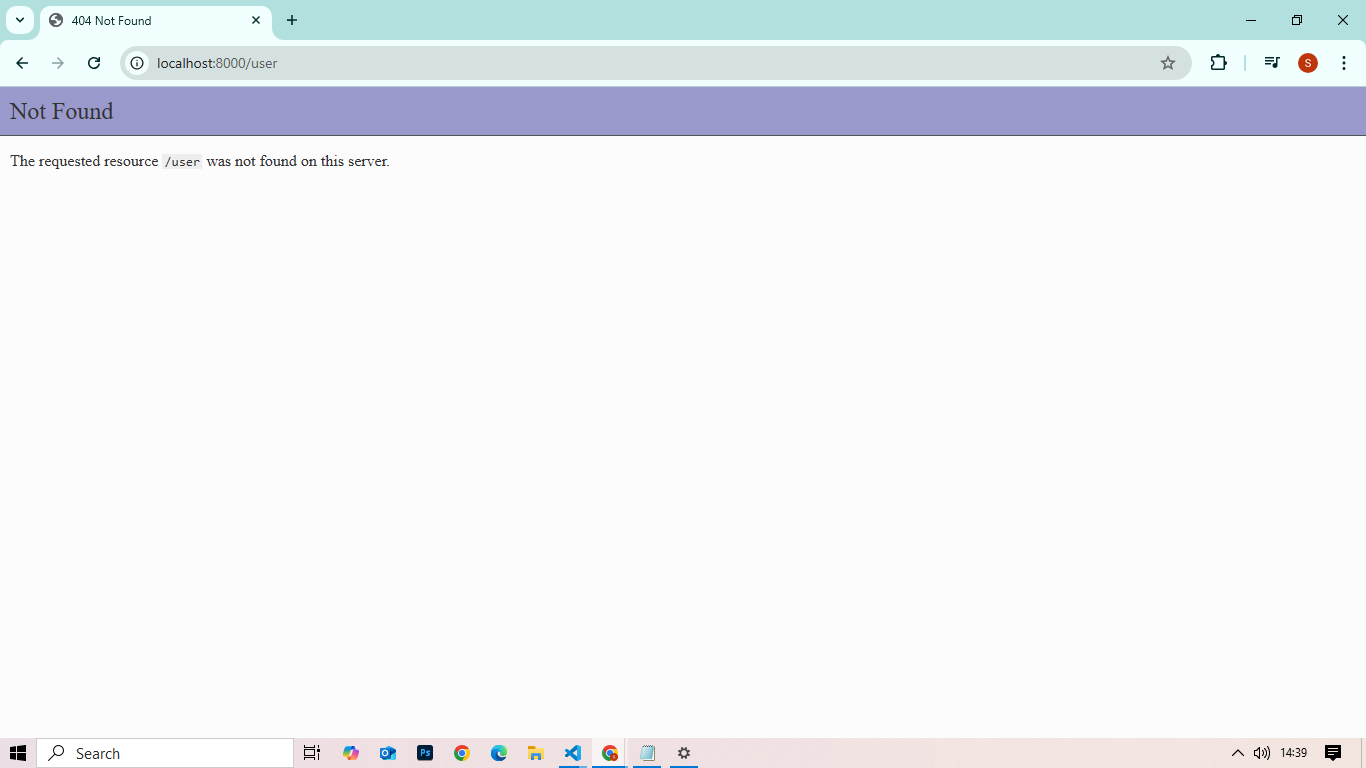 404 Not Found
localhost:8000/user
S
Not Found
The requested resource /user was not found on this server.
Ps
Search
14:39